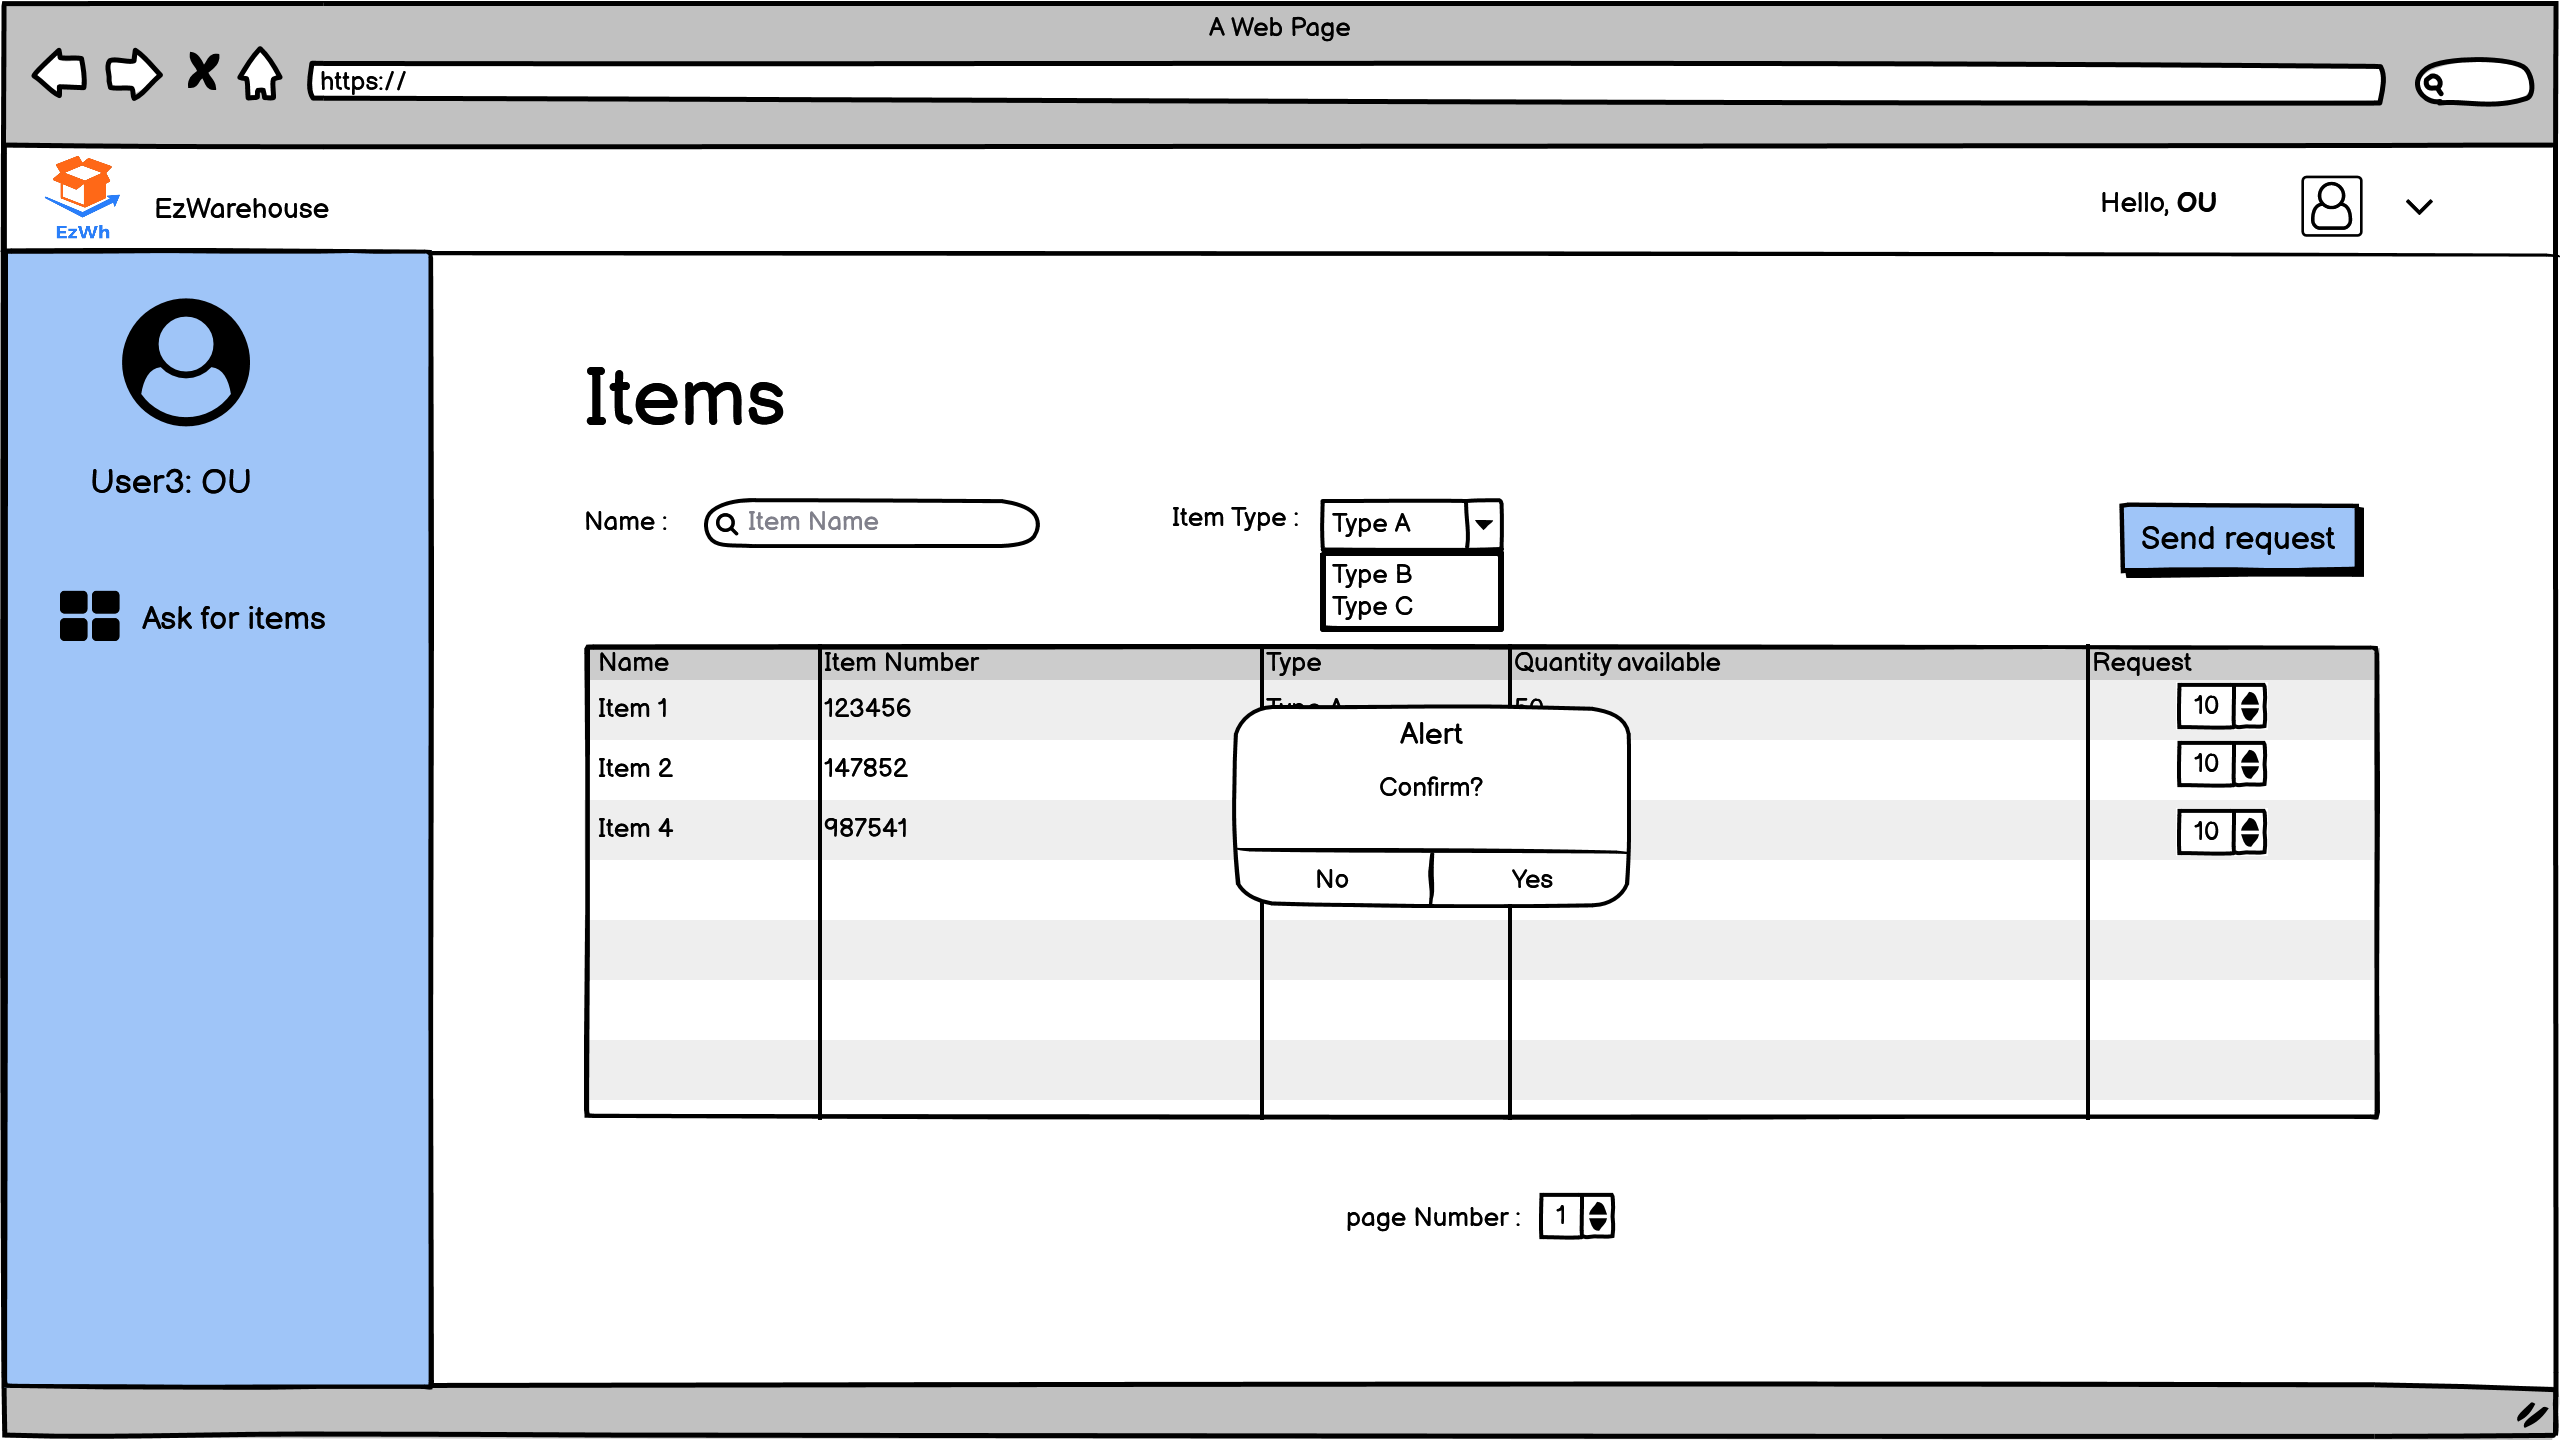 A Web Page
https://
EzWh
EzWarehouse
Hello, OU
User3: OU
Ask for items
Items
Name :
Item Name
Item Type :
Type A
Type B
Type C
Send request
Name Item Number Type Quantity available Request
Item 1 123456 Type A 50 10
Item 2 147852 10
Item 4 987541 10
Alert
Confirm?
No Yes
page Number : 1